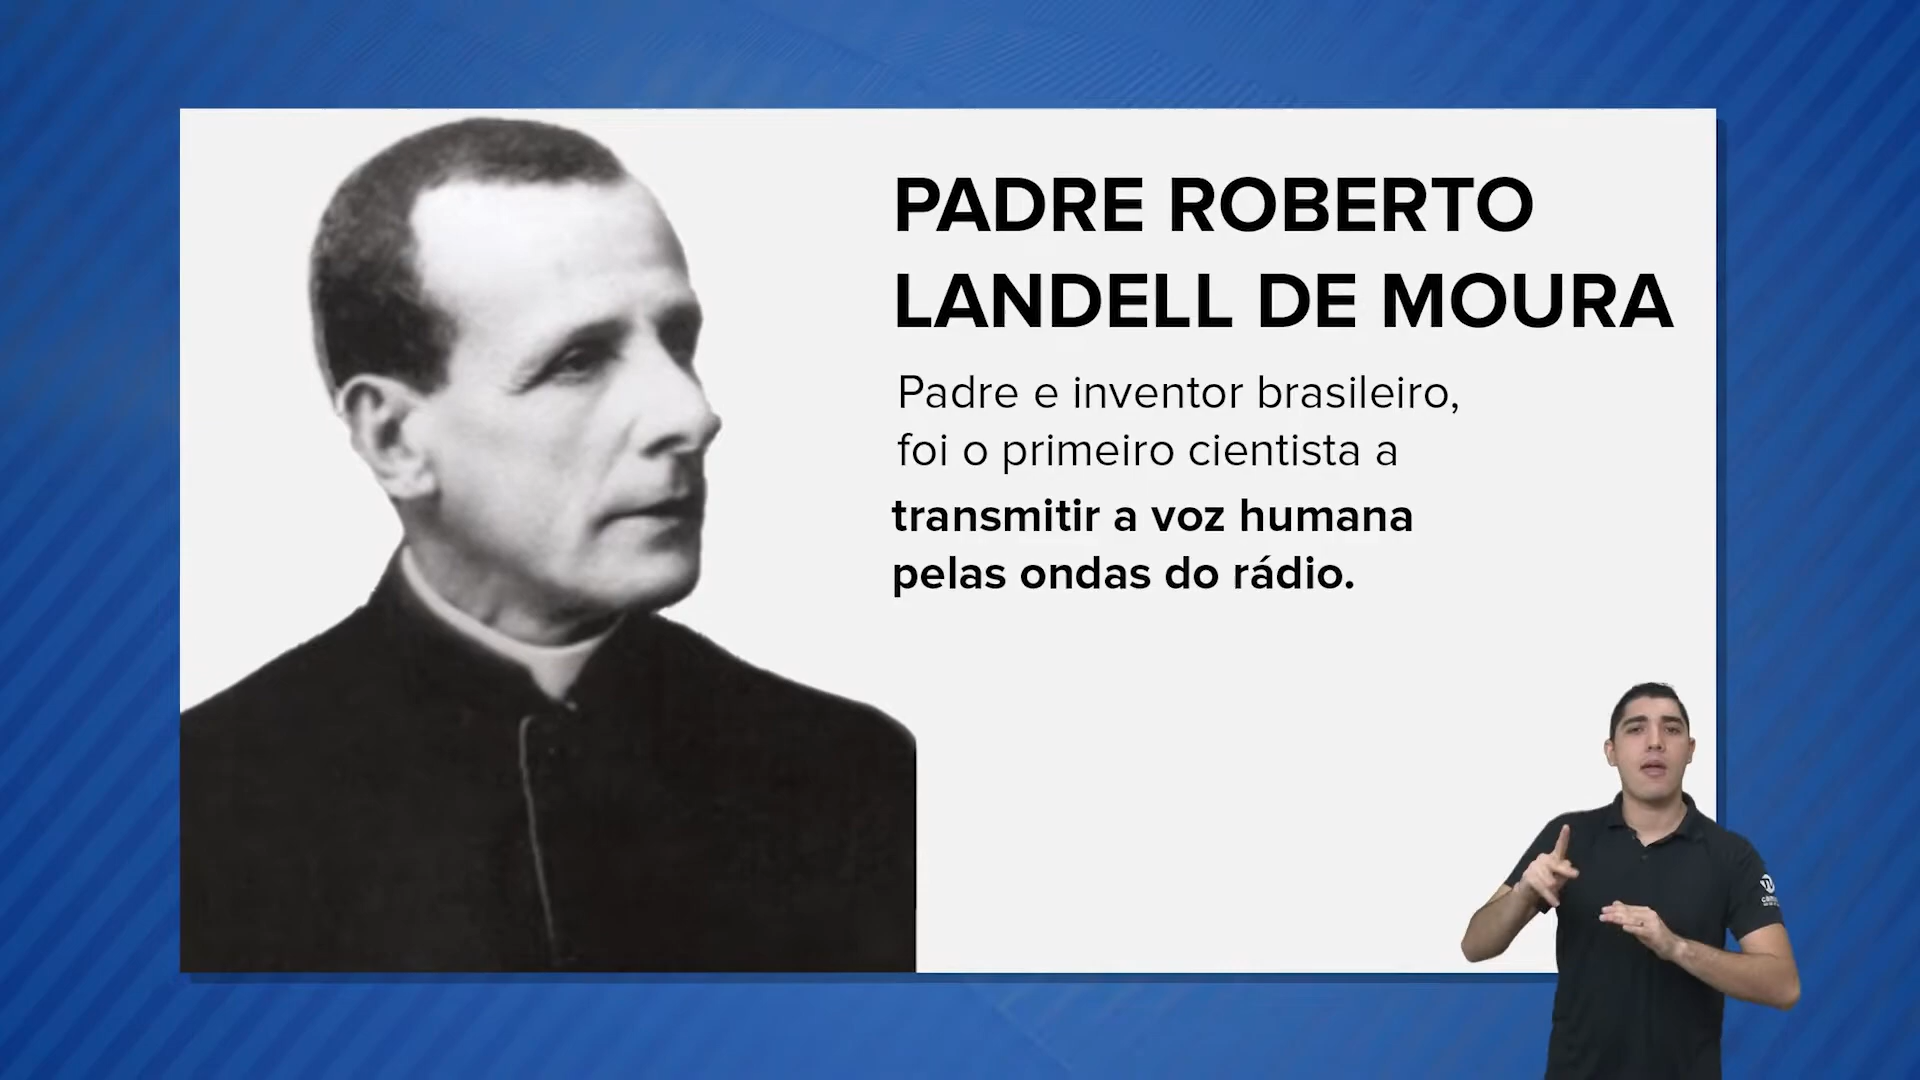 PADRE ROBERTO
LANDELL DE MOURA
Padre e inventor brasileiro,
foi o primeiro cientista a
transmitir a voz humana
pelas ondas do rádio.